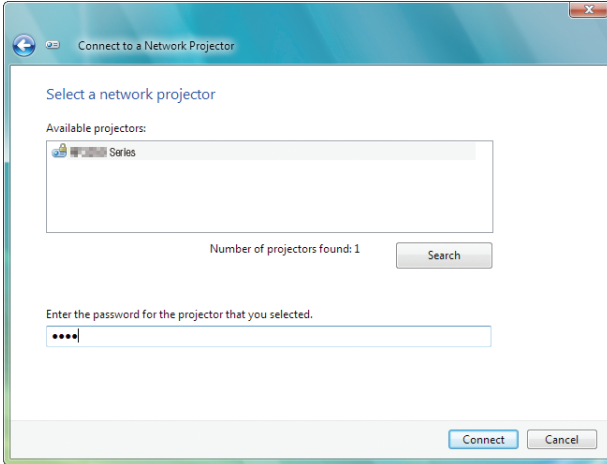 Connect to a Network Projector
Select a network projector
Available projectors:
Series
Number of projectors found: 1
Search
Enter the password for the projector that you selected.
••••
Connect
Cancel